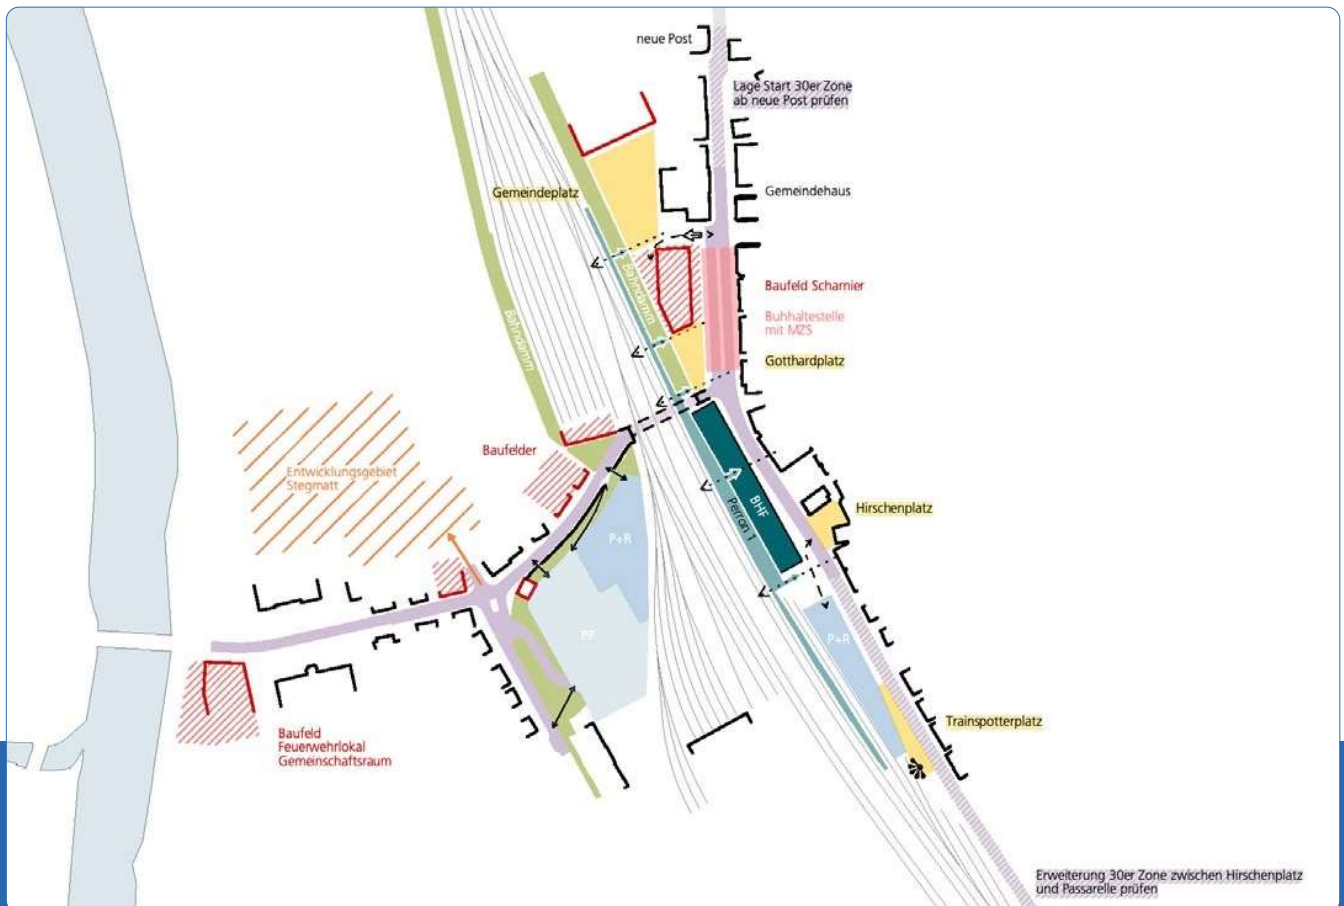 neue Post
Lage Start 30er Zone
ab neue Post prüfen
Gemeindeplatz
Gemeindehaus
Bahndamm
Bahndamm
Baufeld Scharnier
Buhhaltestelle
mit MZS
Gotthardplatz
Baufelder
Entwicklungsgebiet
Stegmatt
Perron 1
BHF
Hirschenplatz
P+R
PP
P+R
Trainspotterplatz
Baufeld
Feuerwehrlokal
Gemeinschaftsraum
Erweiterung 30er Zone zwischen Hirschenplatz
und Passarelle prüfen